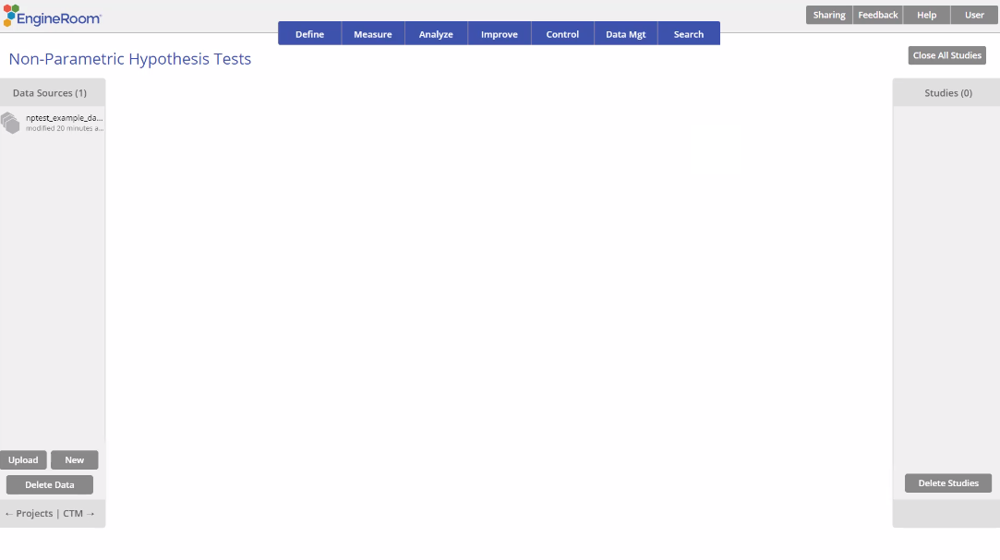 EngineRoom
Sharing
Feedback
Help
User
Define
Measure
Analyze
Improve
Control
Data Mgt
Search
Non-Parametric Hypothesis Tests
Close All Studies
Data Sources (1)
Studies (0)
nptest_example_da...
modified 20 minutes a...
Upload
New
Delete Data
Delete Studies
← Projects | CTM →